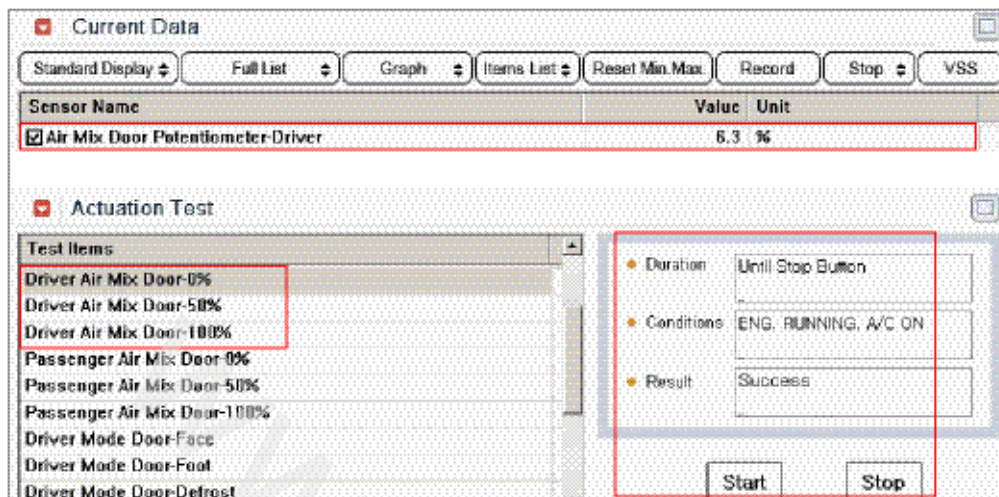 Current Data
Standard Display Full List Graph Items List Reset Min.Max. Record Stop VSS
Sensor Name Value Unit
Air Mix Door Potentiometer-Driver 6.3 %
Actuation Test
Test Items
Driver Air Mix Door-0%
Driver Air Mix Door-50%
Driver Air Mix Door-100%
Passenger Air Mix Door-0%
Passenger Air Mix Door-50%
Passenger Air Mix Door-100%
Driver Mode Door-Face
Driver Mode Door-Foot
Driver Mode Door-Defrost
Duration Until Stop Button
Conditions ENG. RUNNING, A/C ON
Result Success
Start Stop